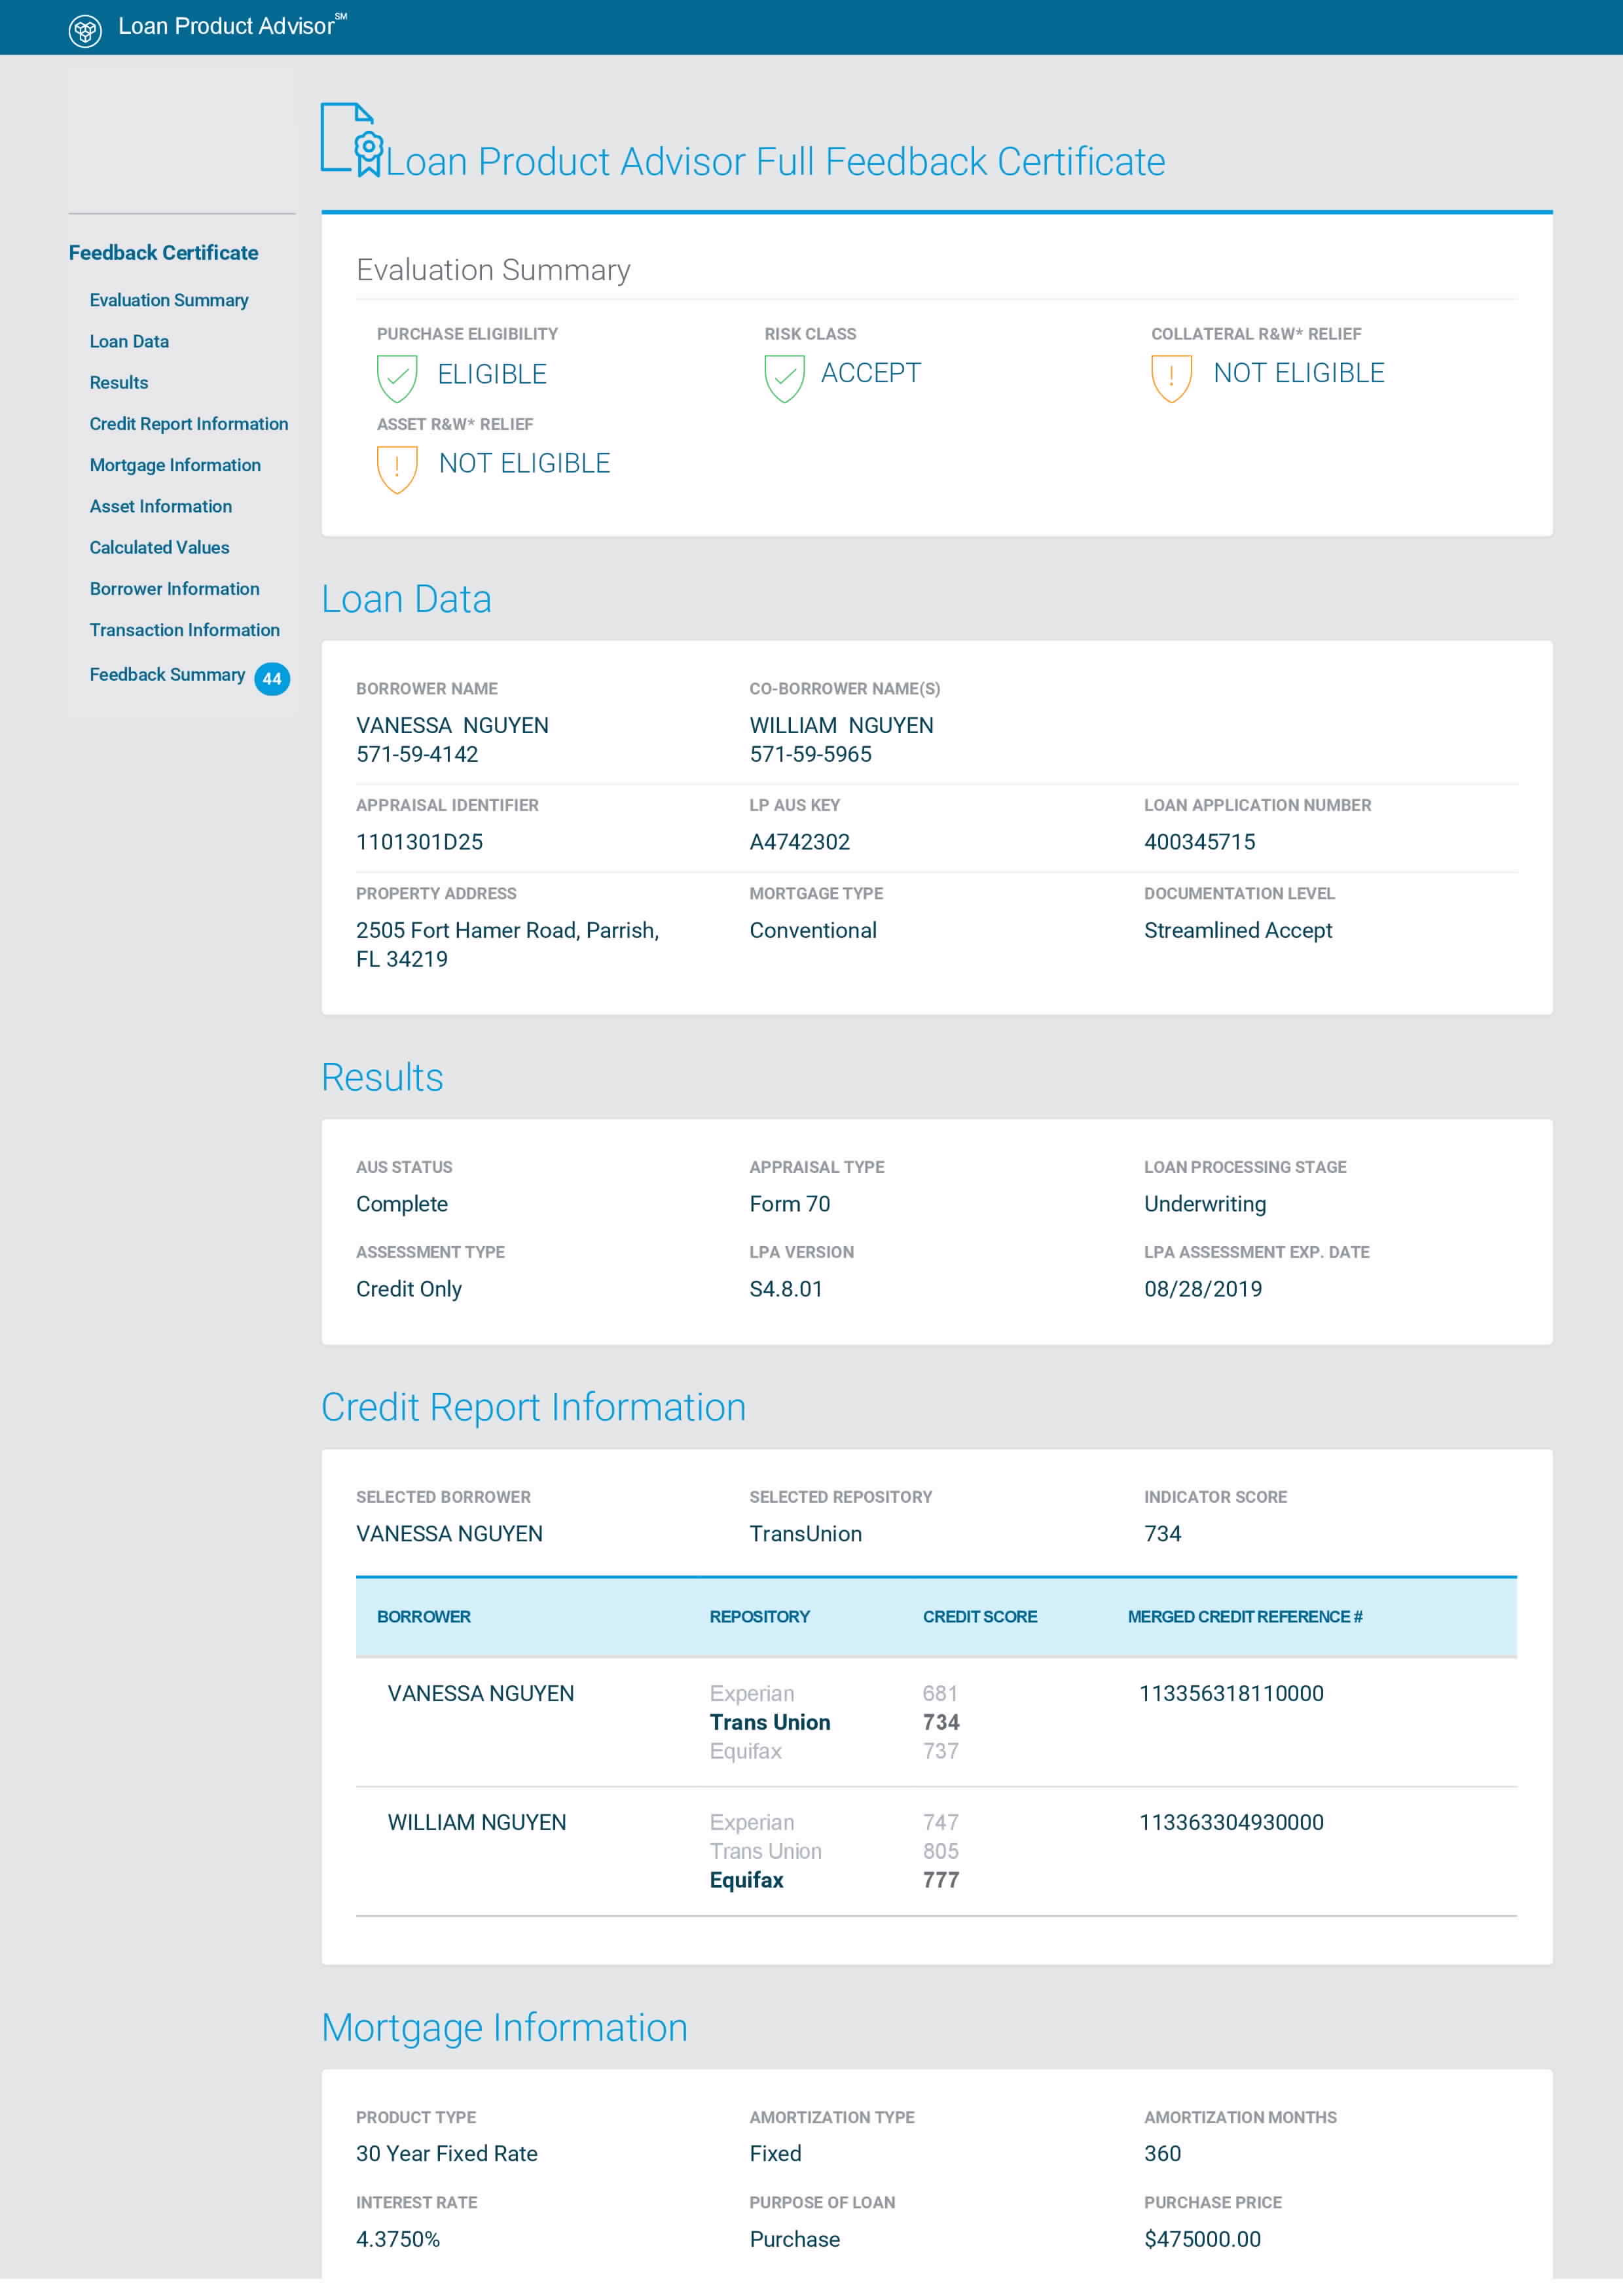 Loan Product Advisor℠
Loan Product Advisor Full Feedback Certificate
Feedback Certificate
Evaluation Summary
Loan Data
Results
Credit Report Information
Mortgage Information
Asset Information
Calculated Values
Borrower Information
Transaction Information
Feedback Summary 44
Evaluation Summary
PURCHASE ELIGIBILITY RISK CLASS COLLATERAL R&W* RELIEF
ELIGIBLE ACCEPT NOT ELIGIBLE
ASSET R&W* RELIEF
NOT ELIGIBLE
Loan Data
BORROWER NAME CO-BORROWER NAME(S)
VANESSA NGUYEN WILLIAM NGUYEN
571-59-4142 571-59-5965
APPRAISAL IDENTIFIER LP AUS KEY LOAN APPLICATION NUMBER
1101301D25 A4742302 400345715
PROPERTY ADDRESS MORTGAGE TYPE DOCUMENTATION LEVEL
2505 Fort Hamer Road, Parrish, Conventional Streamlined Accept
FL 34219
Results
AUS STATUS APPRAISAL TYPE LOAN PROCESSING STAGE
Complete Form 70 Underwriting
ASSESSMENT TYPE LPA VERSION LPA ASSESSMENT EXP. DATE
Credit Only S4.8.01 08/28/2019
Credit Report Information
SELECTED BORROWER SELECTED REPOSITORY INDICATOR SCORE
VANESSA NGUYEN TransUnion 734
BORROWER REPOSITORY CREDIT SCORE MERGED CREDIT REFERENCE #
VANESSA NGUYEN Experian 681 113356318110000
Trans Union 734
Equifax 737
WILLIAM NGUYEN Experian 747 113363304930000
Trans Union 805
Equifax 777
Mortgage Information
PRODUCT TYPE AMORTIZATION TYPE AMORTIZATION MONTHS
30 Year Fixed Rate Fixed 360
INTEREST RATE PURPOSE OF LOAN PURCHASE PRICE
4.3750% Purchase $475000.00